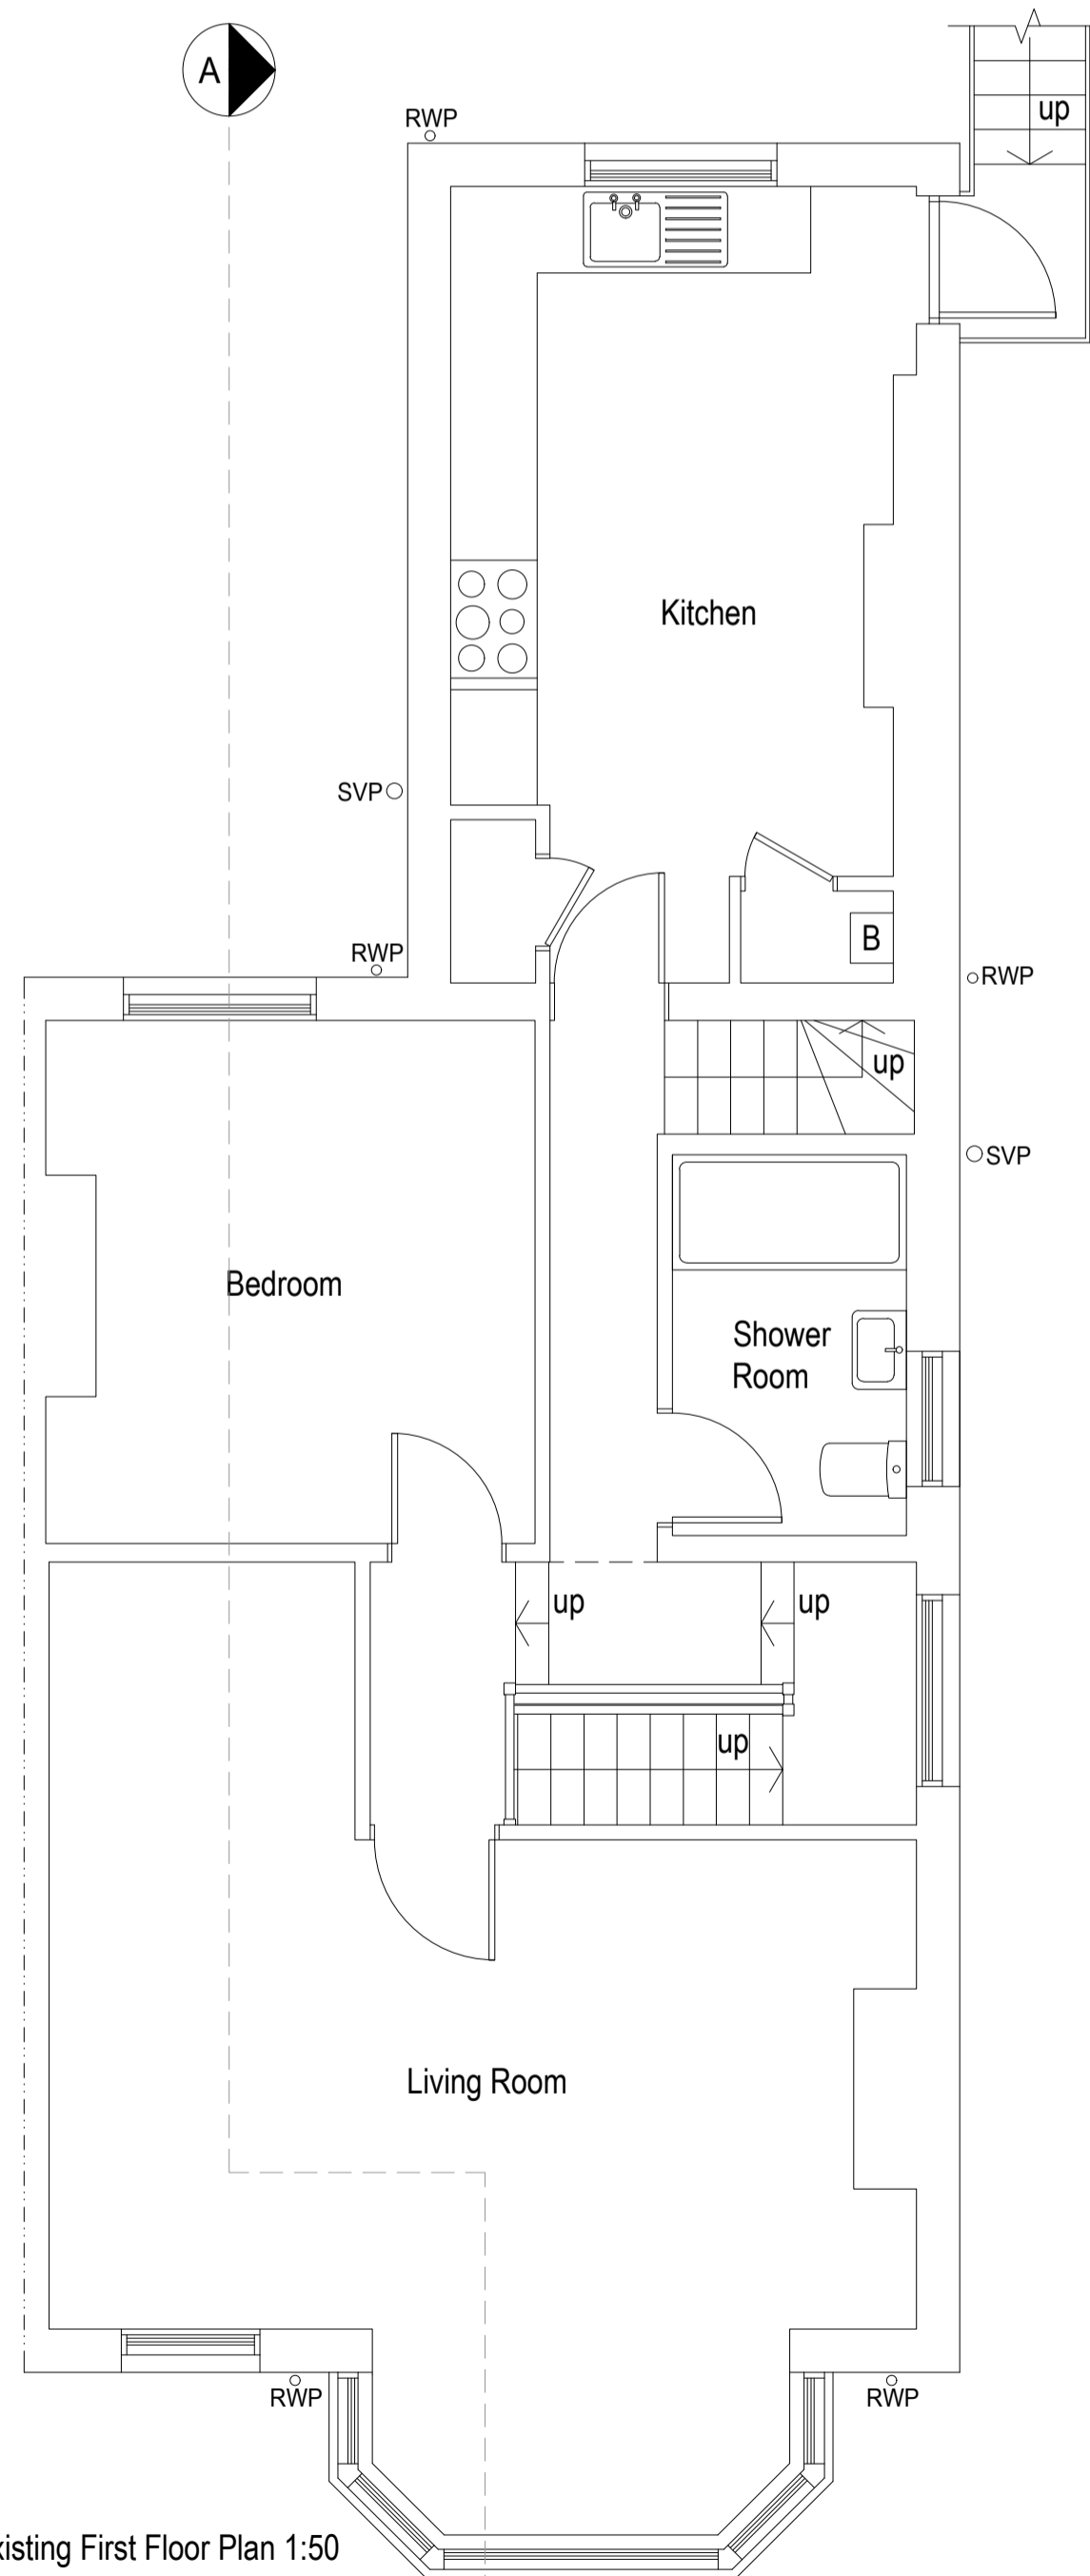 A
RWP
up
Kitchen
SVP
RWP
B
RWP
up
SVP
Bedroom
Shower
Room
up
up
up
Living Room
RWP
RWP
xisting First Floor Plan 1:50